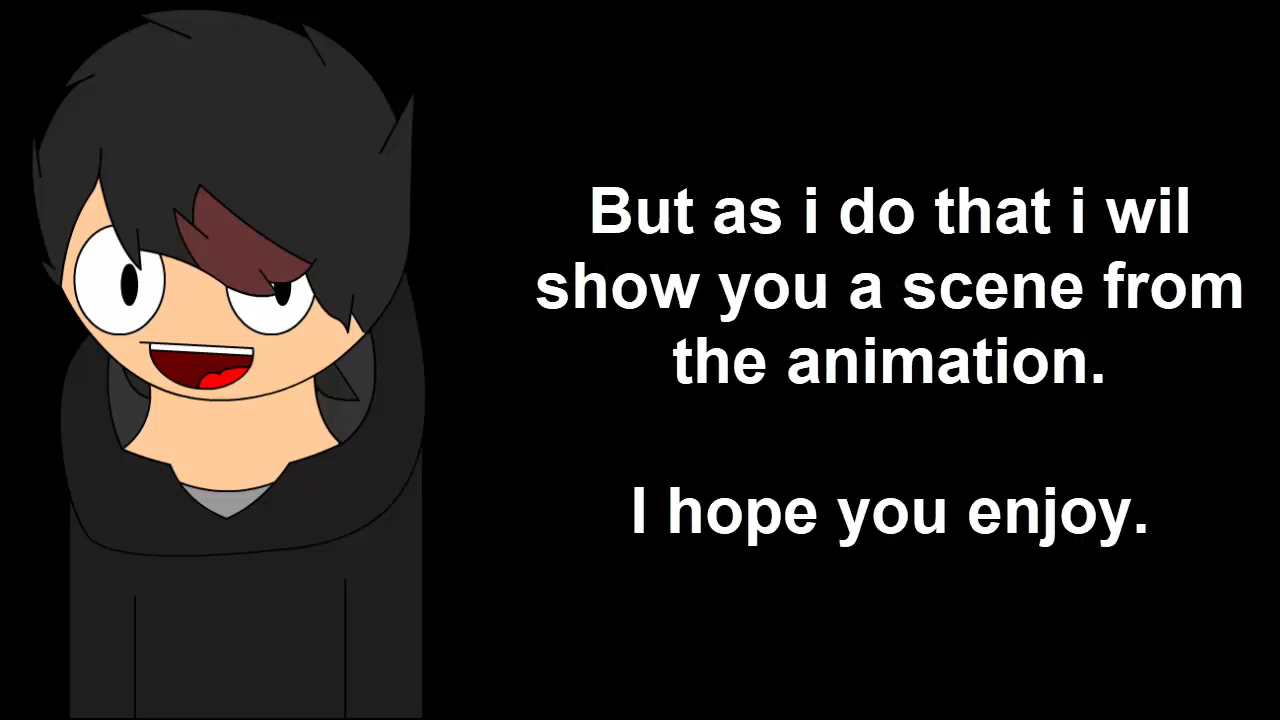 But as i do that i wil
show you a scene from
the animation.
I hope you enjoy.